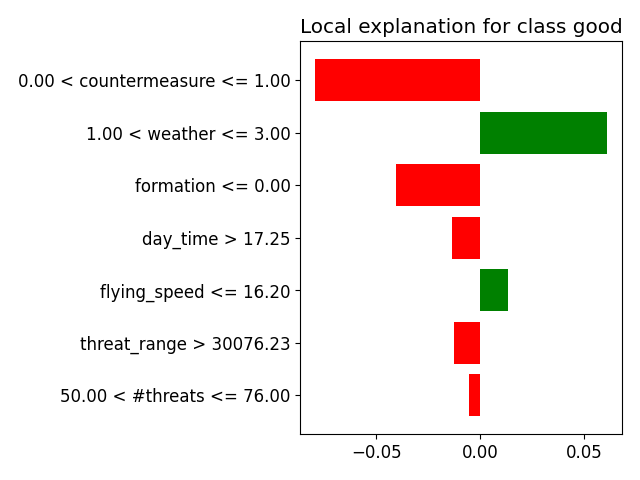 Local explanation for class good
0.00 < countermeasure <= 1.00
1.00 < weather <= 3.00
formation <= 0.00
day_time > 17.25
flying_speed <= 16.20
threat_range > 30076.23
50.00 < #threats <= 76.00
−0.05 0.00 0.05